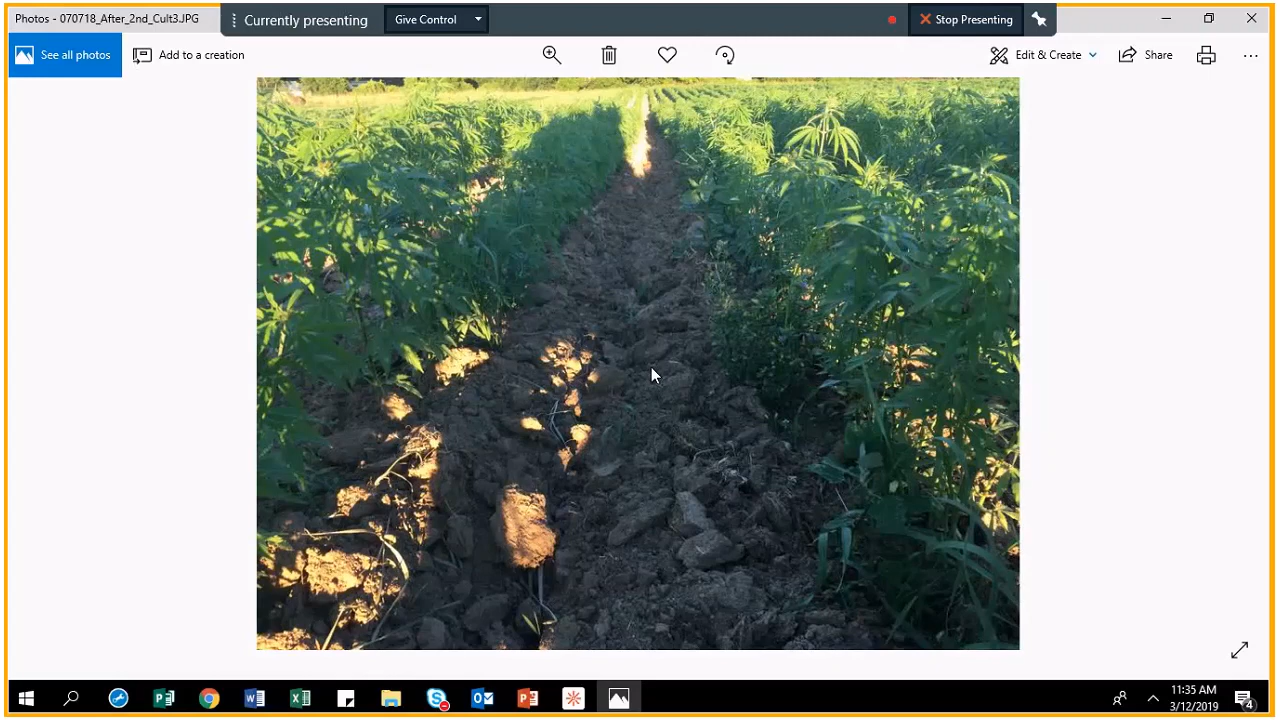 Photos - 070718_After_2nd_Cult3.JPG
Currently presenting
Give Control
Stop Presenting
See all photos
Add to a creation
Edit & Create
Share
11:35 AM
3/12/2019
4